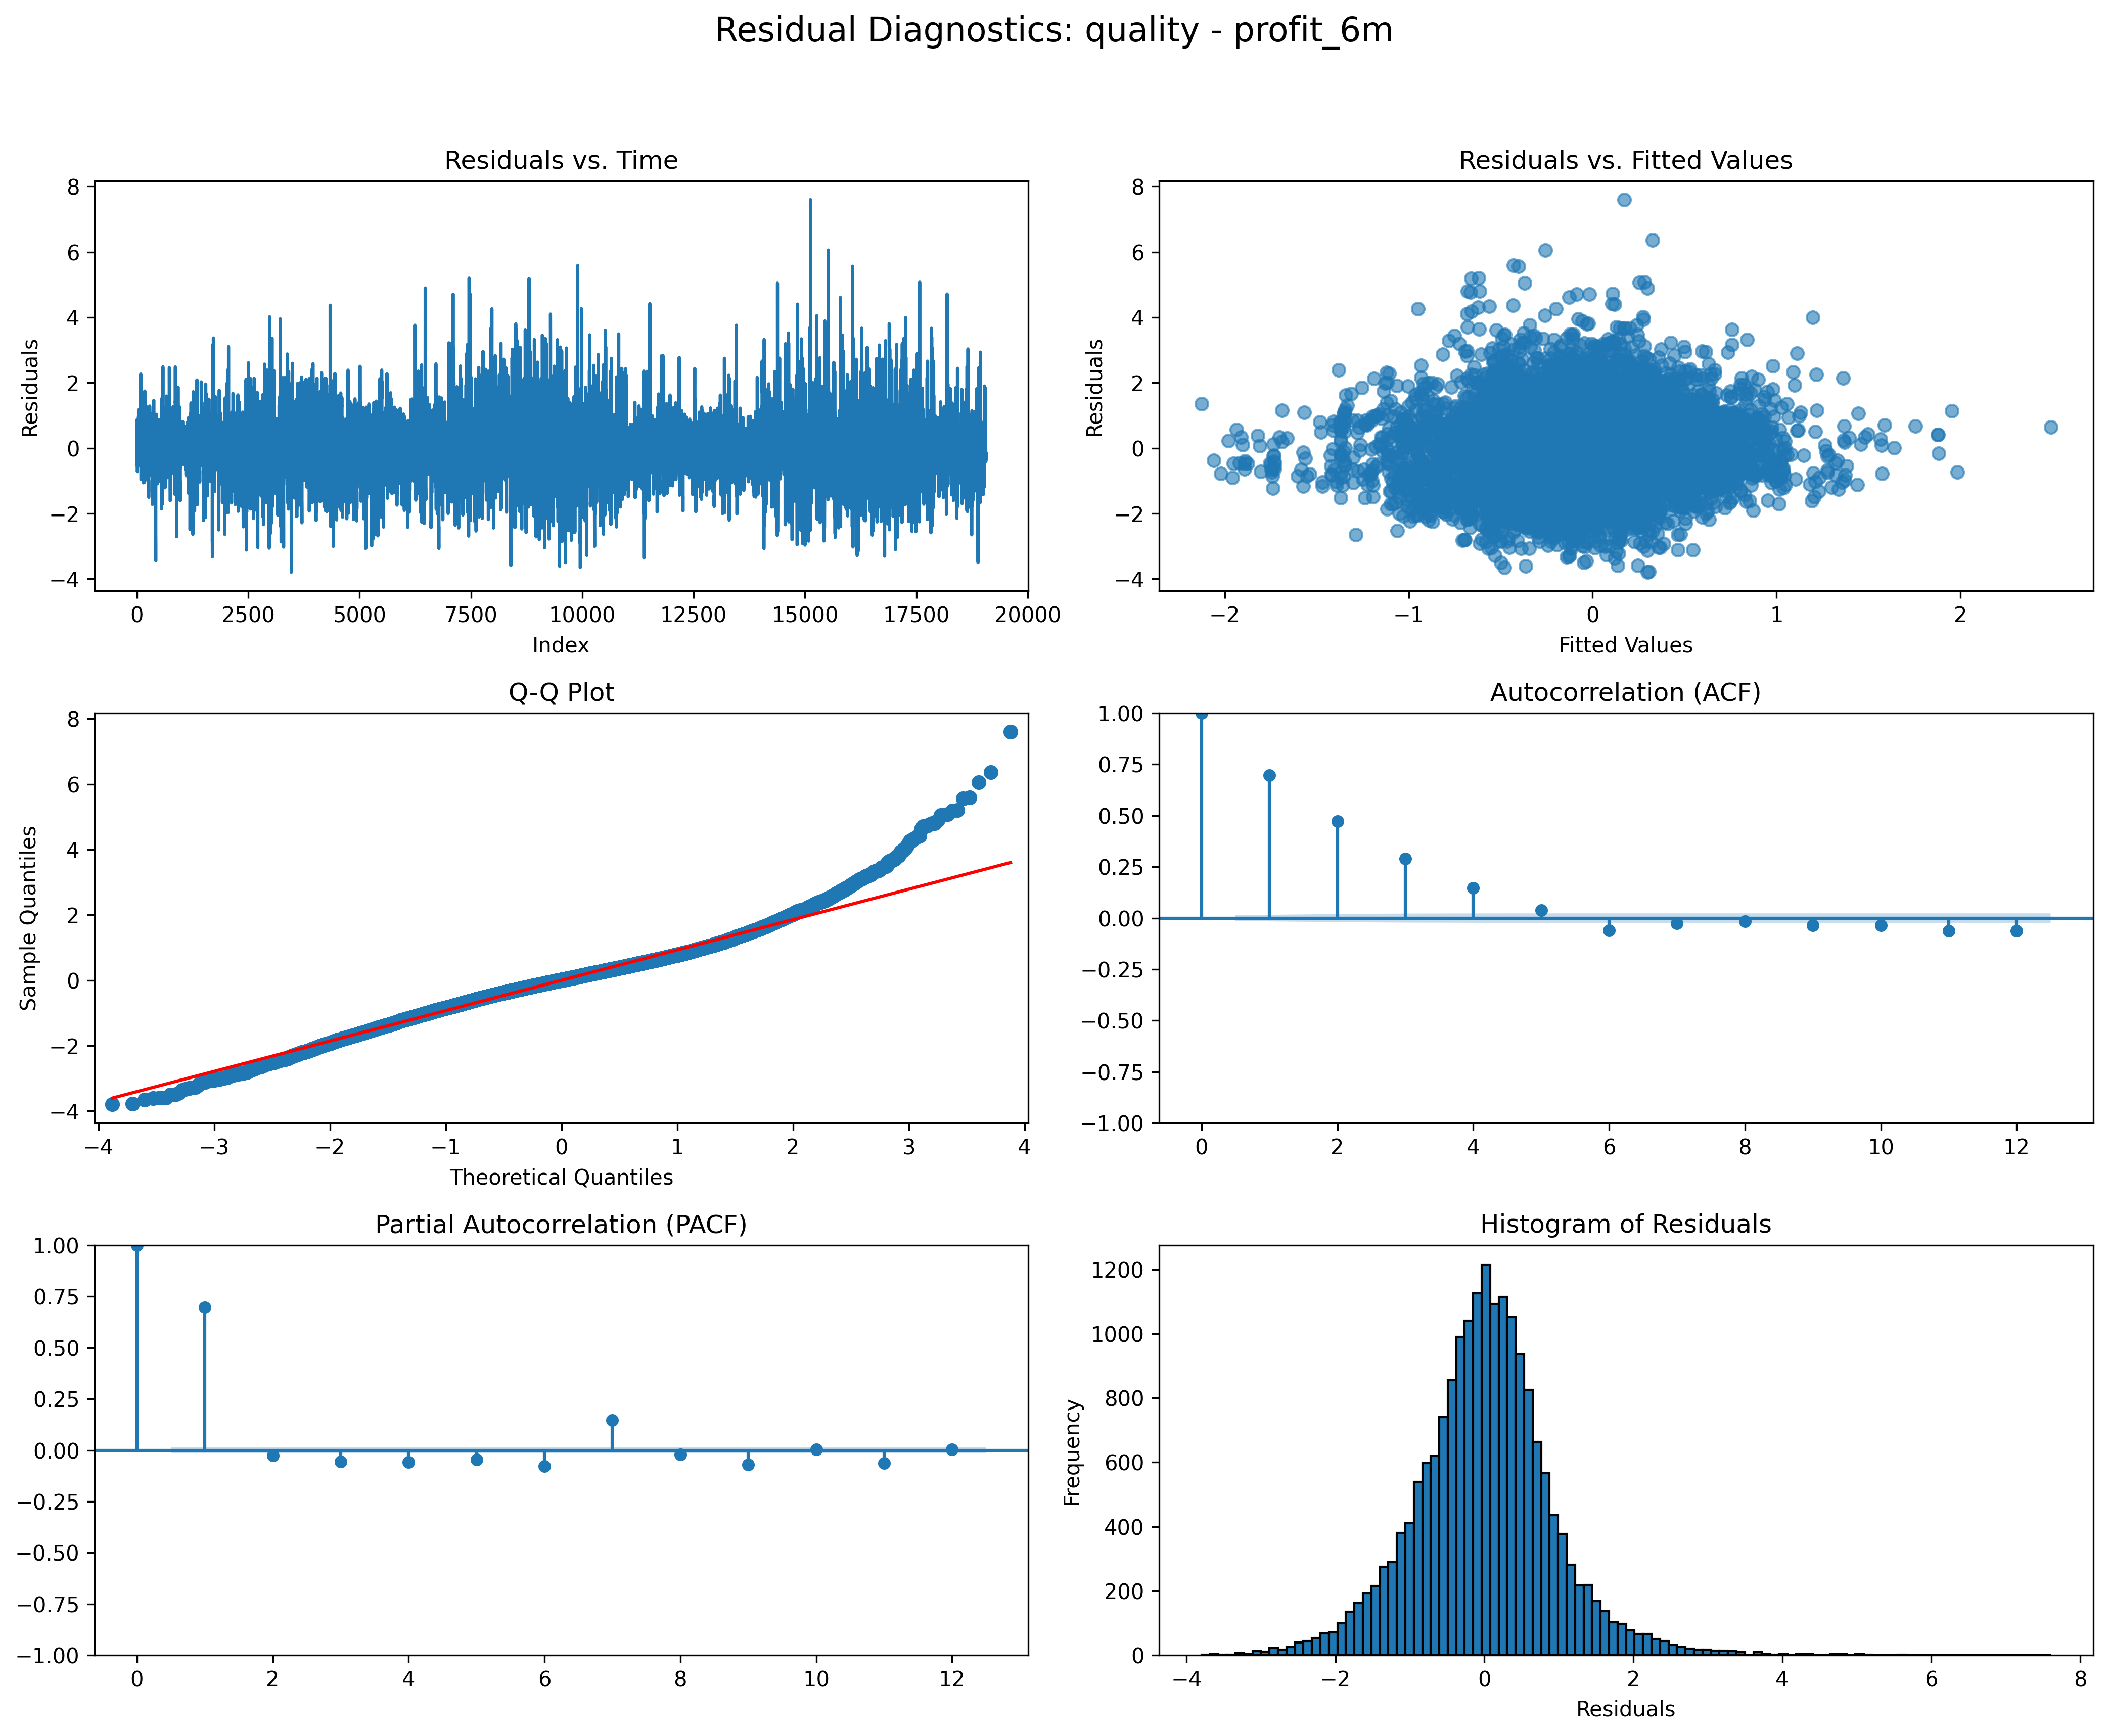 Residual Diagnostics: quality - profit_6m
Residuals vs. Time
8
6
4
2
0
−2
−4
Residuals
0 2500 5000 7500 10000 12500 15000 17500 20000
Index
Residuals vs. Fitted Values
8
6
4
2
0
−2
−4
Residuals
−2 −1 0 1 2
Fitted Values
Q-Q Plot
8
6
4
2
0
−2
−4
Sample Quantiles
−4 −3 −2 −1 0 1 2 3 4
Theoretical Quantiles
Autocorrelation (ACF)
1.00
0.75
0.50
0.25
0.00
−0.25
−0.50
−0.75
−1.00
0 2 4 6 8 10 12
Partial Autocorrelation (PACF)
1.00
0.75
0.50
0.25
0.00
−0.25
−0.50
−0.75
−1.00
0 2 4 6 8 10 12
Histogram of Residuals
1200
1000
800
600
400
200
0
Frequency
−4 −2 0 2 4 6 8
Residuals